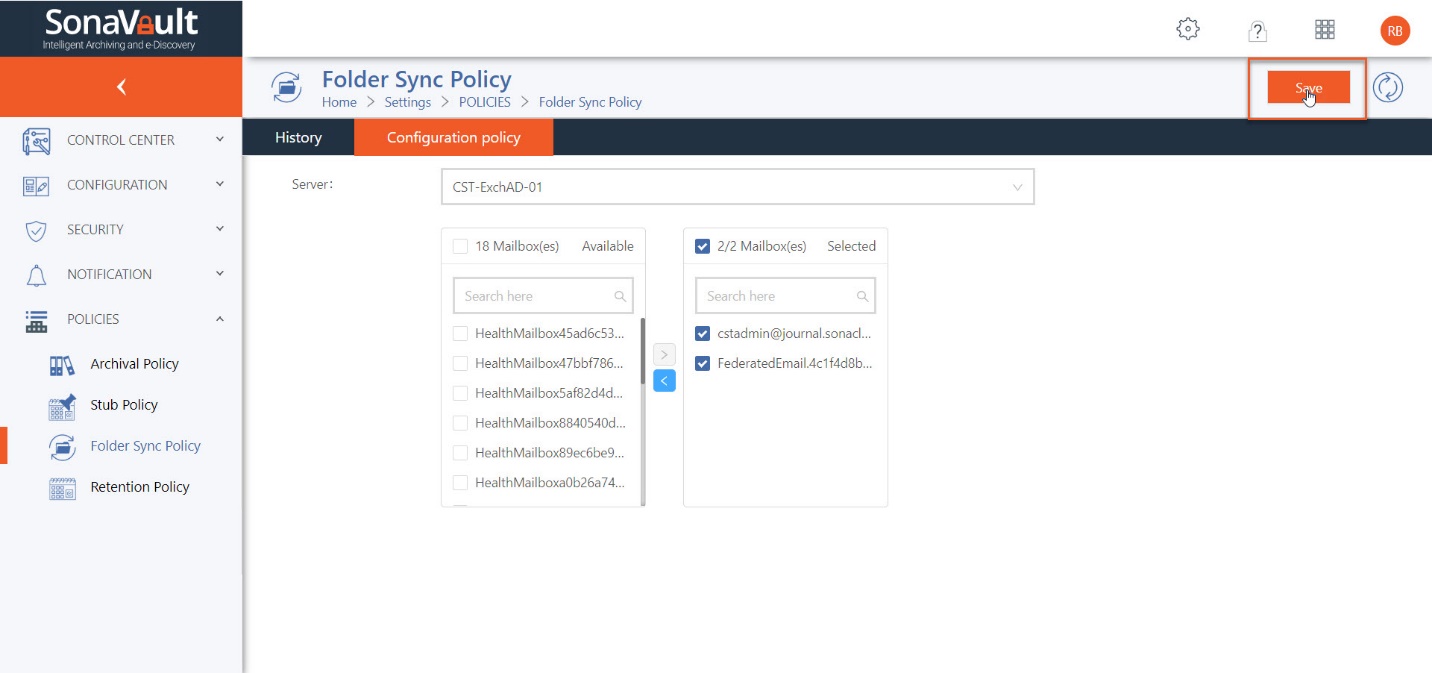 SonaVault
Intelligent Archiving and e-Discovery
?
RB
Folder Sync Policy
Home > Settings > POLICIES > Folder Sync Policy
Save
History
Configuration policy
CONTROL CENTER
CONFIGURATION
SECURITY
NOTIFICATION
POLICIES
Archival Policy
Stub Policy
Folder Sync Policy
Retention Policy
Server:
CST-ExchAD-01
18 Mailbox(es) Available
Search here
HealthMailbox45ad6c53...
HealthMailbox47bbf786...
HealthMailbox5af82d4d...
HealthMailbox8840540d...
HealthMailbox89ec6be9...
HealthMailboxa0b26a74...
>
<
2/2 Mailbox(es) Selected
Search here
cstadmin@journal.sonacl...
FederatedEmail.4c1f4d8b...